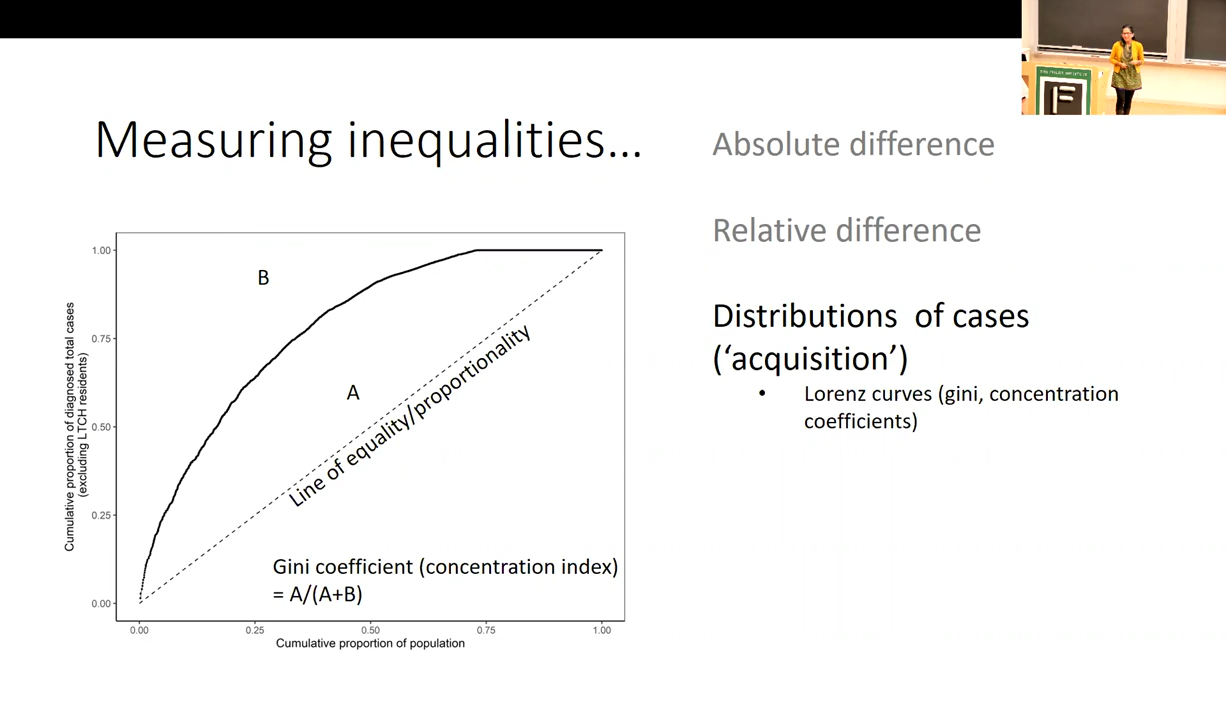 Measuring inequalities…
Absolute difference
Relative difference
Distributions of cases
(‘acquisition’)
• Lorenz curves (gini, concentration
coefficients)
Cumulative proportion of diagnosed total cases
(excluding LTCH residents)
1.00
0.75
0.50
0.25
0.00
B
A
Line of equality/proportionality
Gini coefficient (concentration index)
= A/(A+B)
0.00 0.25 0.50 0.75 1.00
Cumulative proportion of population